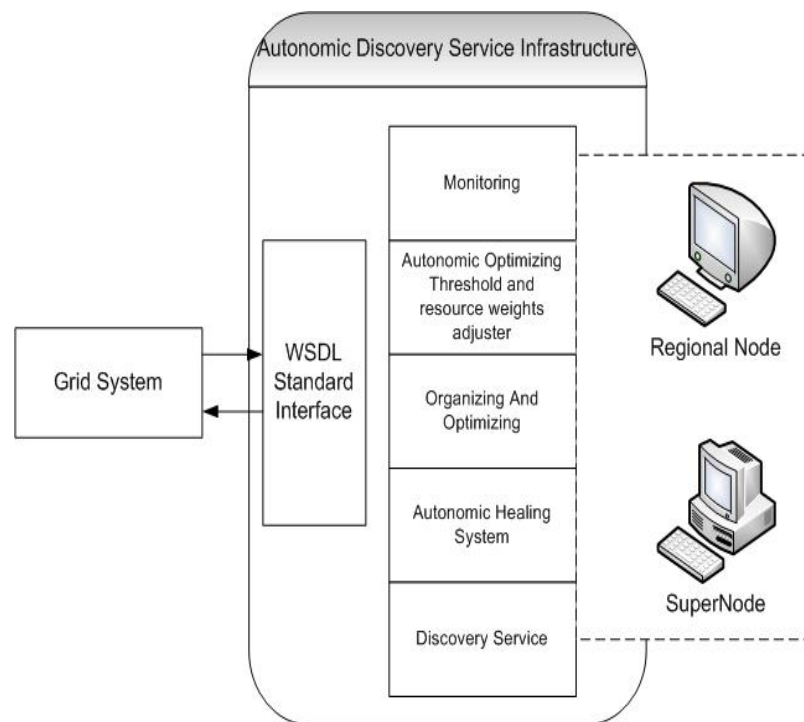 Autonomic Discovery Service Infrastructure
Monitoring
Autonomic Optimizing
Threshold and
resource weights
adjuster
Organizing And
Optimizing
Autonomic Healing
System
Discovery Service
WSDL
Standard
Interface
Grid System
Regional Node
SuperNode